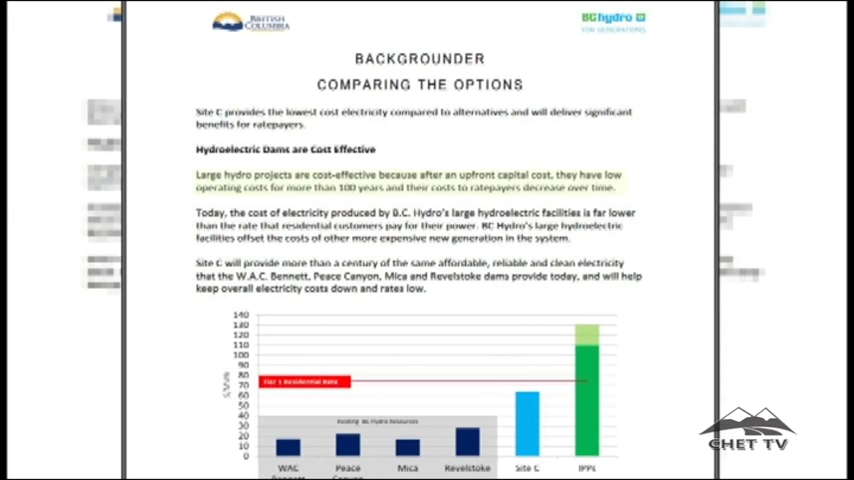 BRITISH
COLUMBIA
BC hydro
FOR GENERATIONS
BACKGROUNDER
COMPARING THE OPTIONS
Site C provides the lowest cost electricity compared to alternatives and will deliver significant
benefits for ratepayers.
Hydroelectric Dams are Cost Effective
Large hydro projects are cost-effective because after an upfront capital cost, they have low
operating costs for more than 100 years and their costs to ratepayers decrease over time.
Today, the cost of electricity produced by B.C. Hydro's large hydroelectric facilities is far lower
than the rate that residential customers pay for their power. BC Hydro's large hydroelectric
facilities offset the costs of other more expensive new generation in the system.
Site C will provide more than a century of the same affordable, reliable and clean electricity
that the W.A.C. Bennett, Peace Canyon, Mica and Revelstoke dams provide today, and will help
keep overall electricity costs down and rates low.
140
130
120
110
100
90
80
70
60
50
40
30
20
10
0
$/MWh
Tier 1 Residential Rate
Existing BC Hydro Resources
WAC
Bennett
Peace
Canyon
Mica
Revelstoke
Site C
IPPs
CHET TV